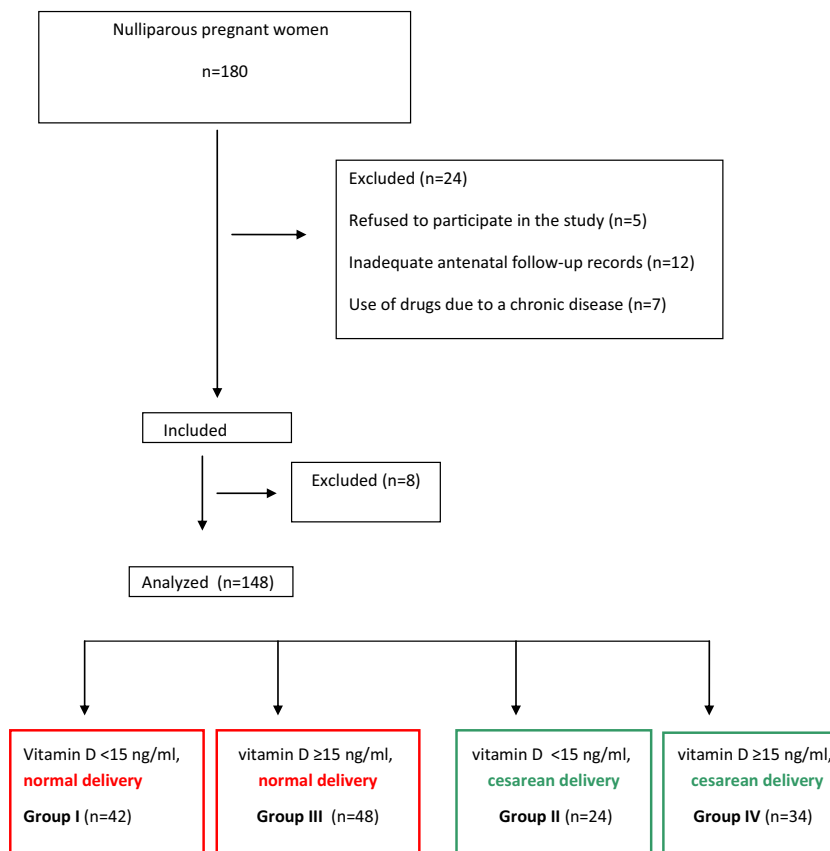 Nulliparous pregnant women
n=180
Excluded (n=24)
Refused to participate in the study (n=5)
Inadequate antenatal follow-up records (n=12)
Use of drugs due to a chronic disease (n=7)
Included
Excluded (n=8)
Analyzed (n=148)
Vitamin D <15 ng/ml,
normal delivery
Group I (n=42)
vitamin D ≥15 ng/ml,
normal delivery
Group III (n=48)
vitamin D <15 ng/ml,
cesarean delivery
Group II (n=24)
vitamin D ≥15 ng/ml,
cesarean delivery
Group IV (n=34)